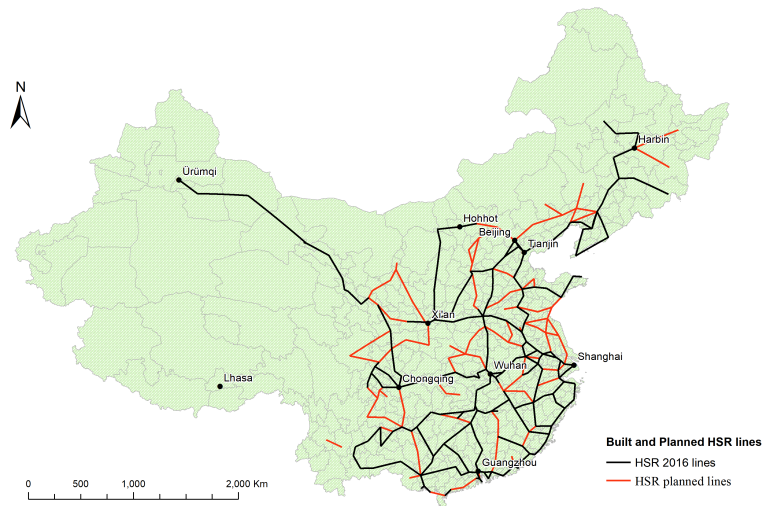 N
Harbin
Ürümqi
Hohhot
Beijing
Tianjin
Xi'an
Shanghai
Wuhan
Chongqing
Lhasa
Guangzhou
Built and Planned HSR lines
HSR 2016 lines
HSR planned lines
0 500 1,000 2,000 Km